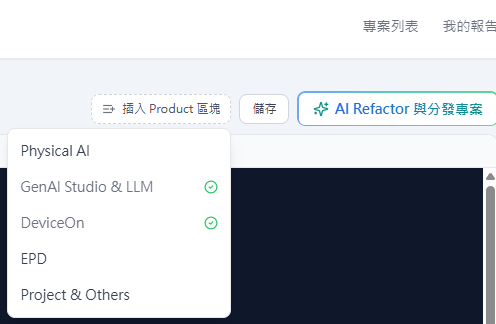 專案列表 我的報告
插入 Product 區塊 儲存 AI Refactor 與分發專案
Physical AI
GenAI Studio & LLM
DeviceOn
EPD
Project & Others